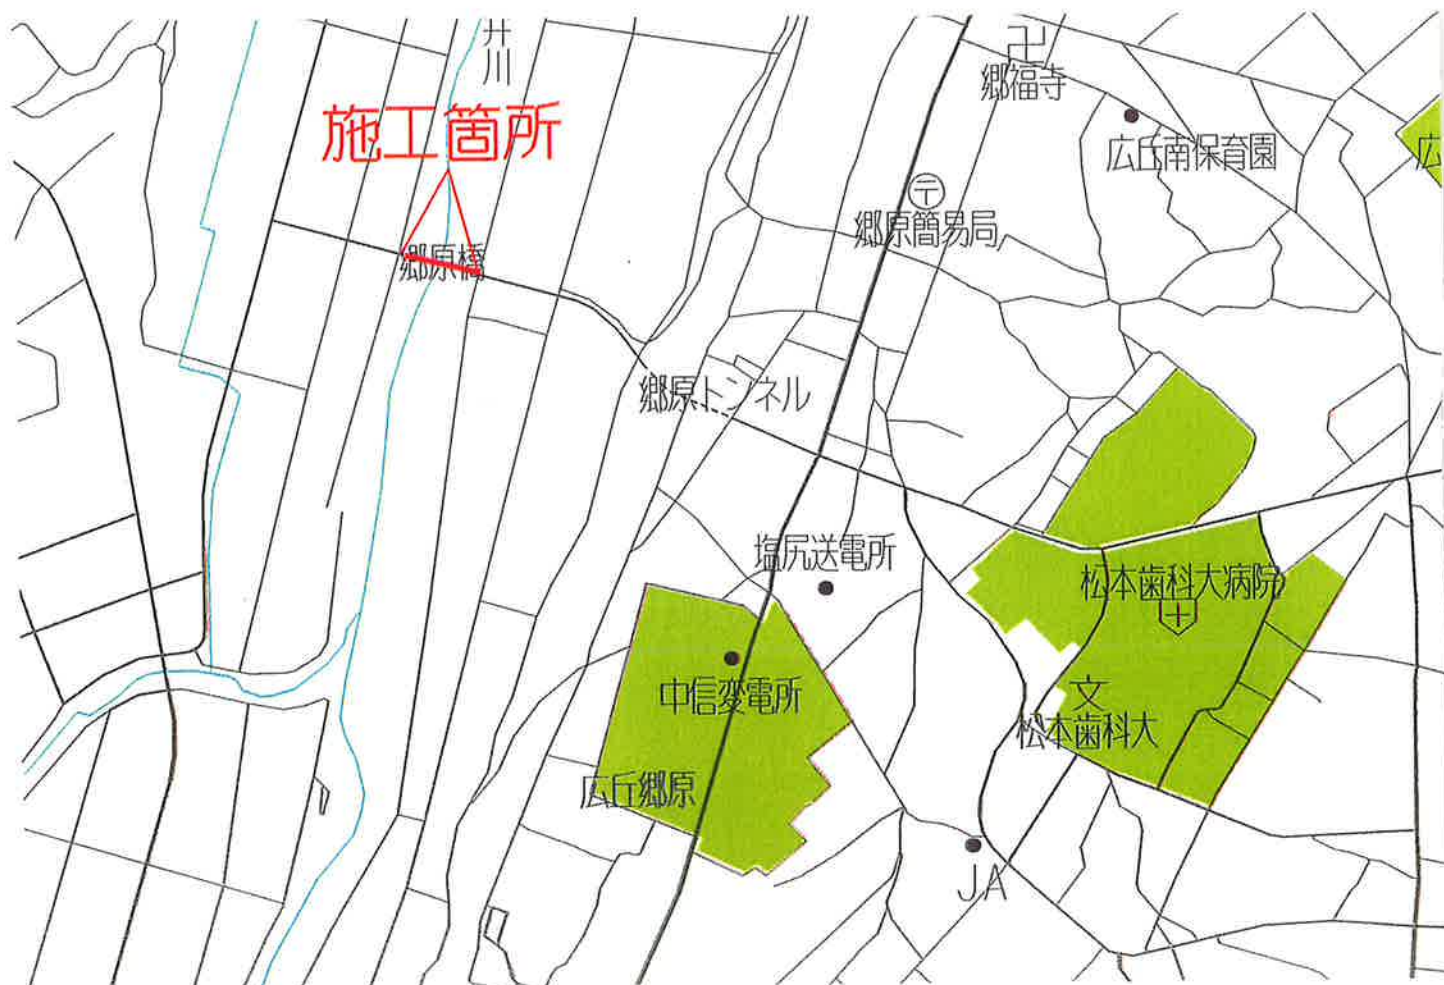 卍
郷福寺
広丘南保育園
広
川
施工箇所
〒
郷原簡易局
郷原橋
郷原トンネル
塩尻送電所
松本歯科大病院
中信変電所
文
松本歯科大
広丘郷原
JA